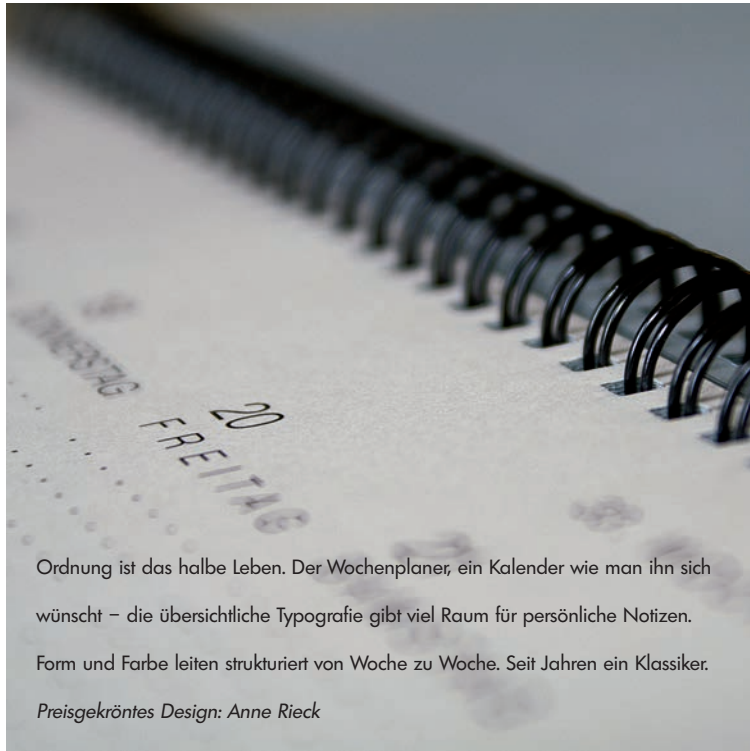 DONNERSTAG
20
FREITAG
21
SAMSTAG
Ordnung ist das halbe Leben. Der Wochenplaner, ein Kalender wie man ihn sich
wünscht – die übersichtliche Typografie gibt viel Raum für persönliche Notizen.
Form und Farbe leiten strukturiert von Woche zu Woche. Seit Jahren ein Klassiker.
Preisgekröntes Design: Anne Rieck